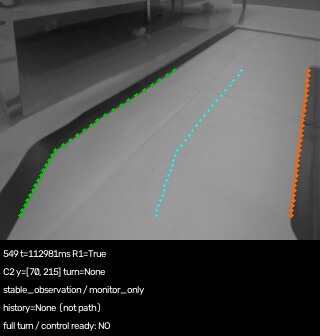 549 t=112981ms R1=True
C2 y=[70, 215] turn=None
stable_observation / monitor_only
history=None (not path)
full turn / control ready: NO